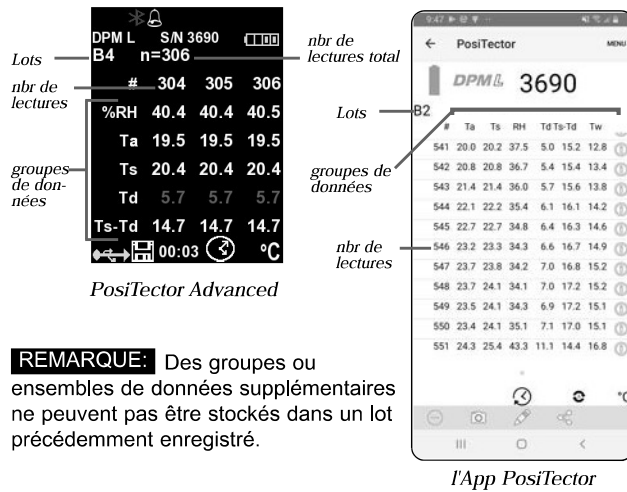 DPM L S/N 3690
B4 n=306
# 304 305 306
%RH 40.4 40.4 40.5
Ta 19.5 19.5 19.5
Ts 20.4 20.4 20.4
Td 5.7 5.7 5.7
Ts-Td 14.7 14.7 14.7
00:03 °C
Lots
nbr de
lectures
groupes
de don-
nées
nbr de
lectures total
PosiTector Advanced
REMARQUE: Des groupes ou
ensembles de données supplémentaires
ne peuvent pas être stockés dans un lot
précédemment enregistré.
9:47
PosiTector MENU
DPM L 3690
B2
# Ta Ts RH Td Ts-Td Tw
541 20.0 20.2 37.5 5.0 15.2 12.8
542 20.8 20.8 36.7 5.4 15.4 13.4
543 21.4 21.4 36.0 5.7 15.6 13.8
544 22.1 22.2 35.4 6.1 16.1 14.2
545 22.7 22.7 34.8 6.4 16.3 14.6
546 23.2 23.3 34.3 6.6 16.7 14.9
547 23.7 23.8 34.2 7.0 16.8 15.2
548 23.7 24.1 34.1 7.0 17.2 15.2
549 23.5 24.1 34.3 6.9 17.2 15.1
550 23.4 24.1 35.1 7.1 17.0 15.1
551 24.3 25.4 43.3 11.1 14.4 16.8
°C
Lots
groupes de
données
nbr de
lectures
l'App PosiTector